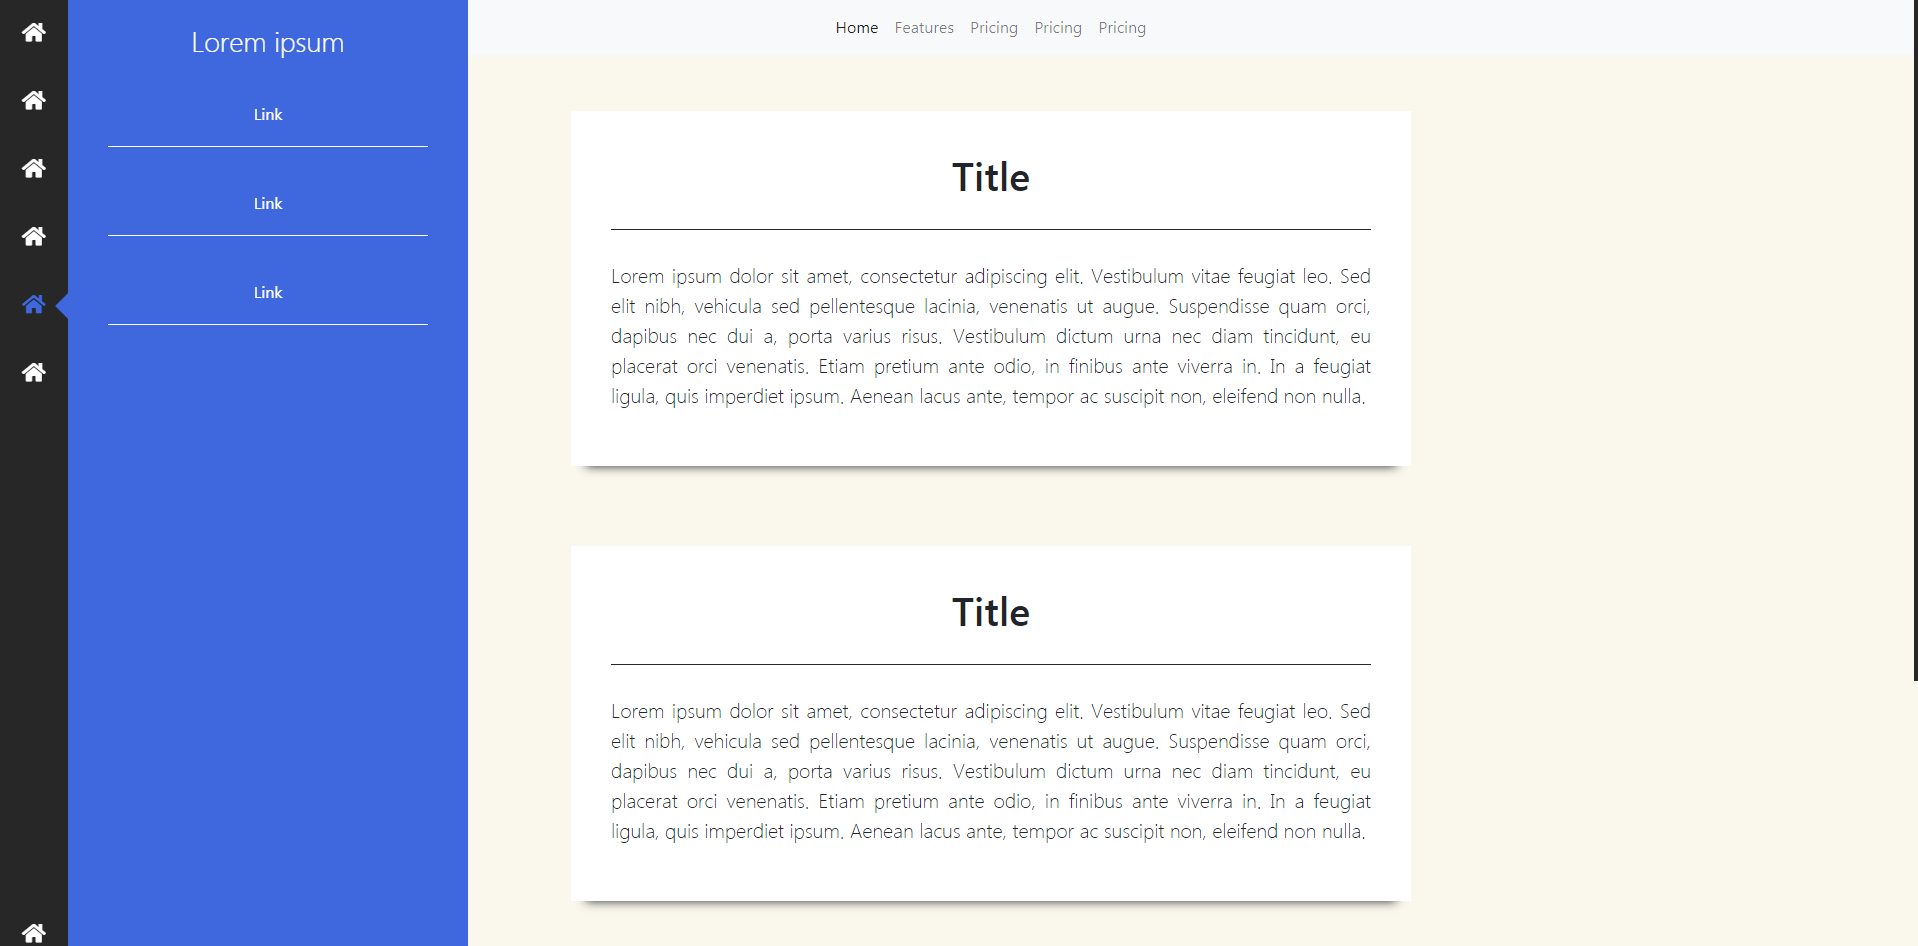 Lorem ipsum
Link
Link
Link
Home Features Pricing Pricing Pricing
Title
Lorem ipsum dolor sit amet, consectetur adipiscing elit. Vestibulum vitae feugiat leo. Sed
elit nibh, vehicula sed pellentesque lacinia, venenatis ut augue. Suspendisse quam orci,
dapibus nec dui a, porta varius risus. Vestibulum dictum urna nec diam tincidunt, eu
placerat orci venenatis. Etiam pretium ante odio, in finibus ante viverra in. In a feugiat
ligula, quis imperdiet ipsum. Aenean lacus ante, tempor ac suscipit non, eleifend non nulla.
Title
Lorem ipsum dolor sit amet, consectetur adipiscing elit. Vestibulum vitae feugiat leo. Sed
elit nibh, vehicula sed pellentesque lacinia, venenatis ut augue. Suspendisse quam orci,
dapibus nec dui a, porta varius risus. Vestibulum dictum urna nec diam tincidunt, eu
placerat orci venenatis. Etiam pretium ante odio, in finibus ante viverra in. In a feugiat
ligula, quis imperdiet ipsum. Aenean lacus ante, tempor ac suscipit non, eleifend non nulla.